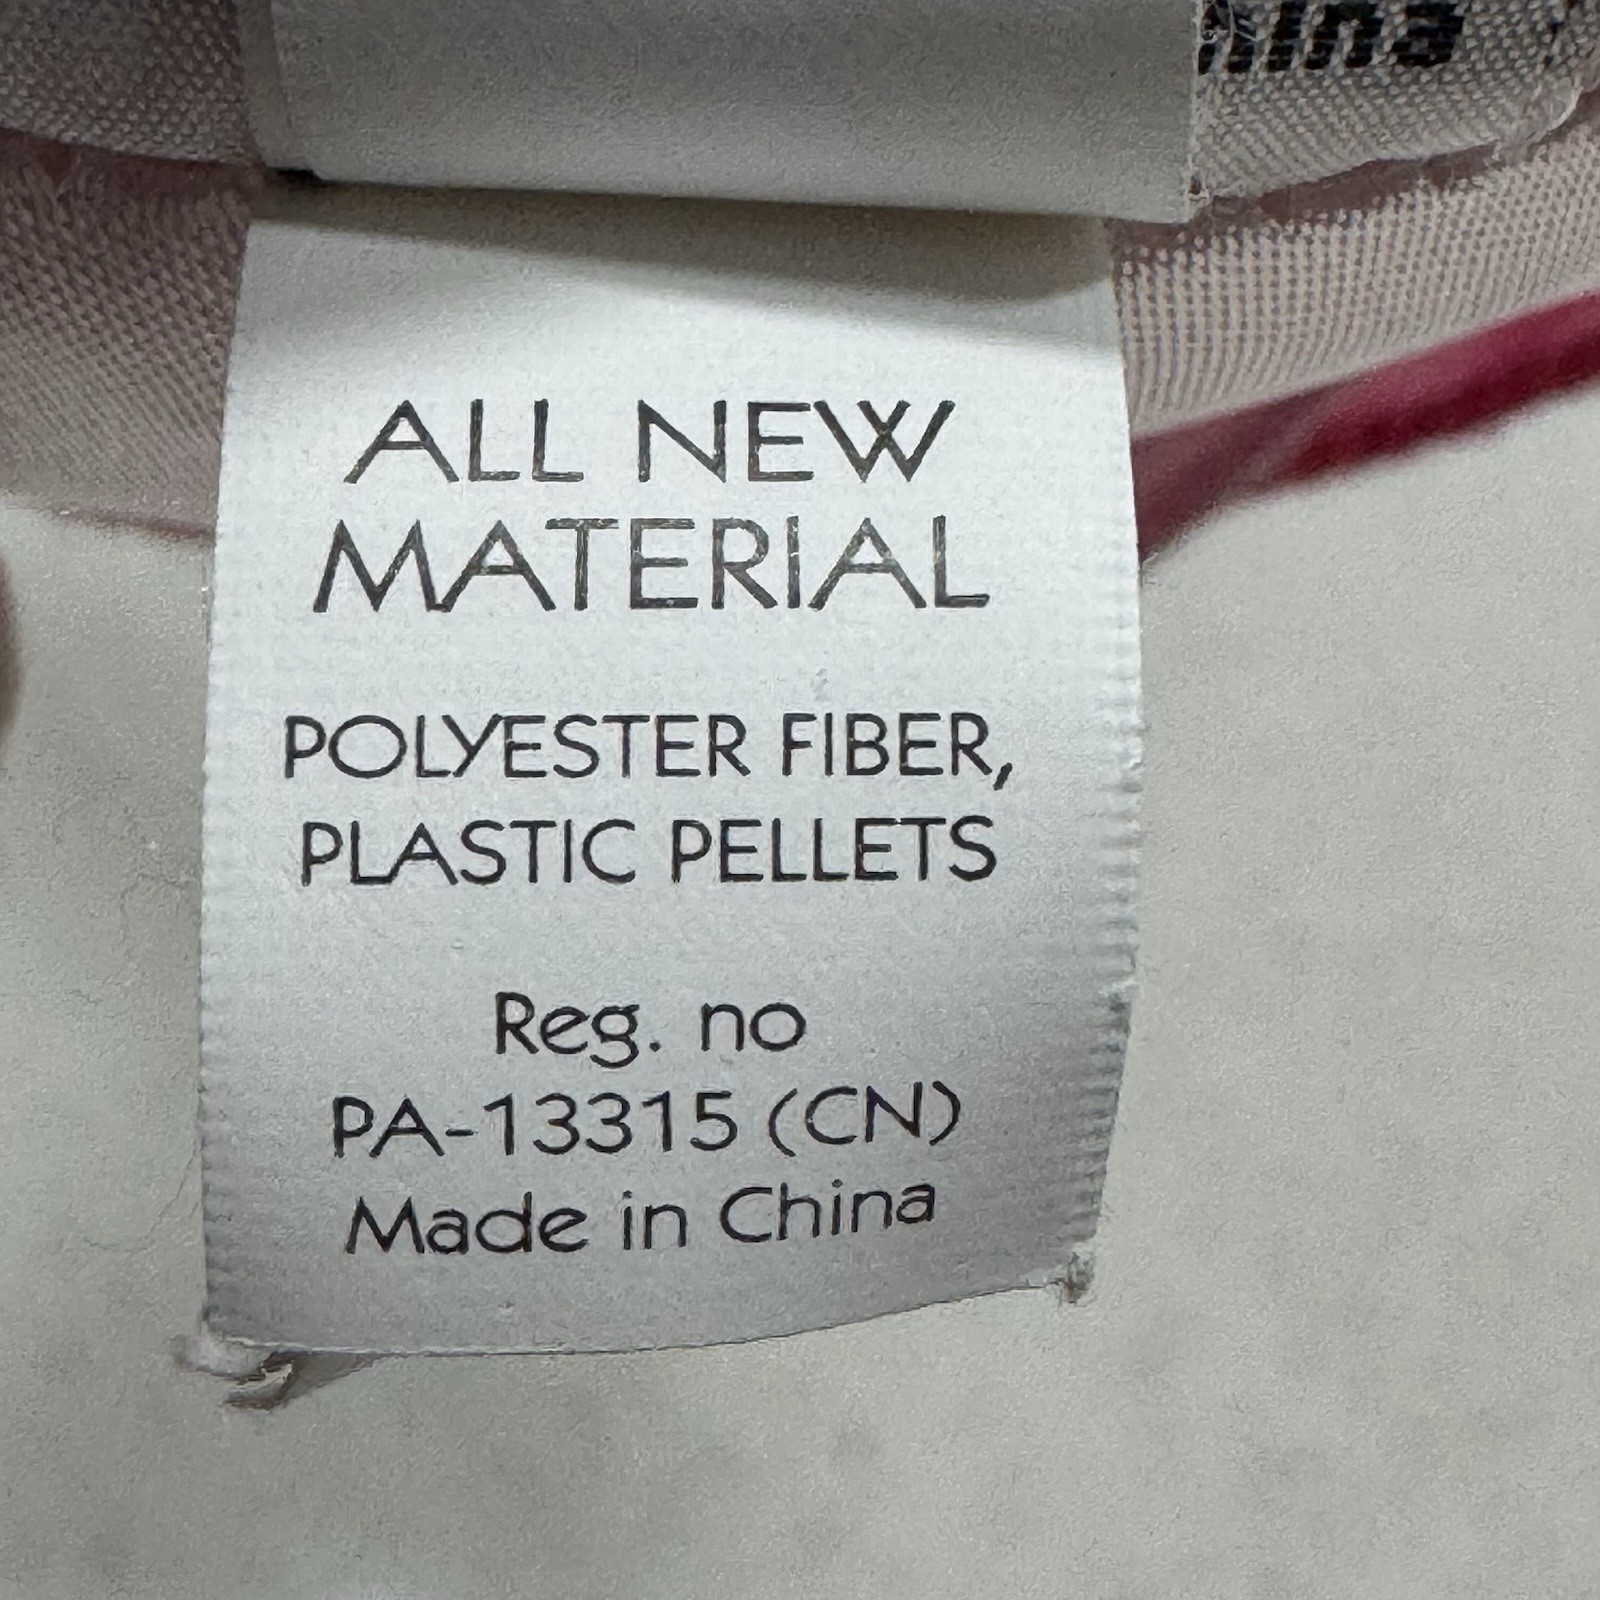 ALL NEW
MATERIAL
POLYESTER FIBER,
PLASTIC PELLETS
Reg. no
PA-13315 (CN)
Made in China